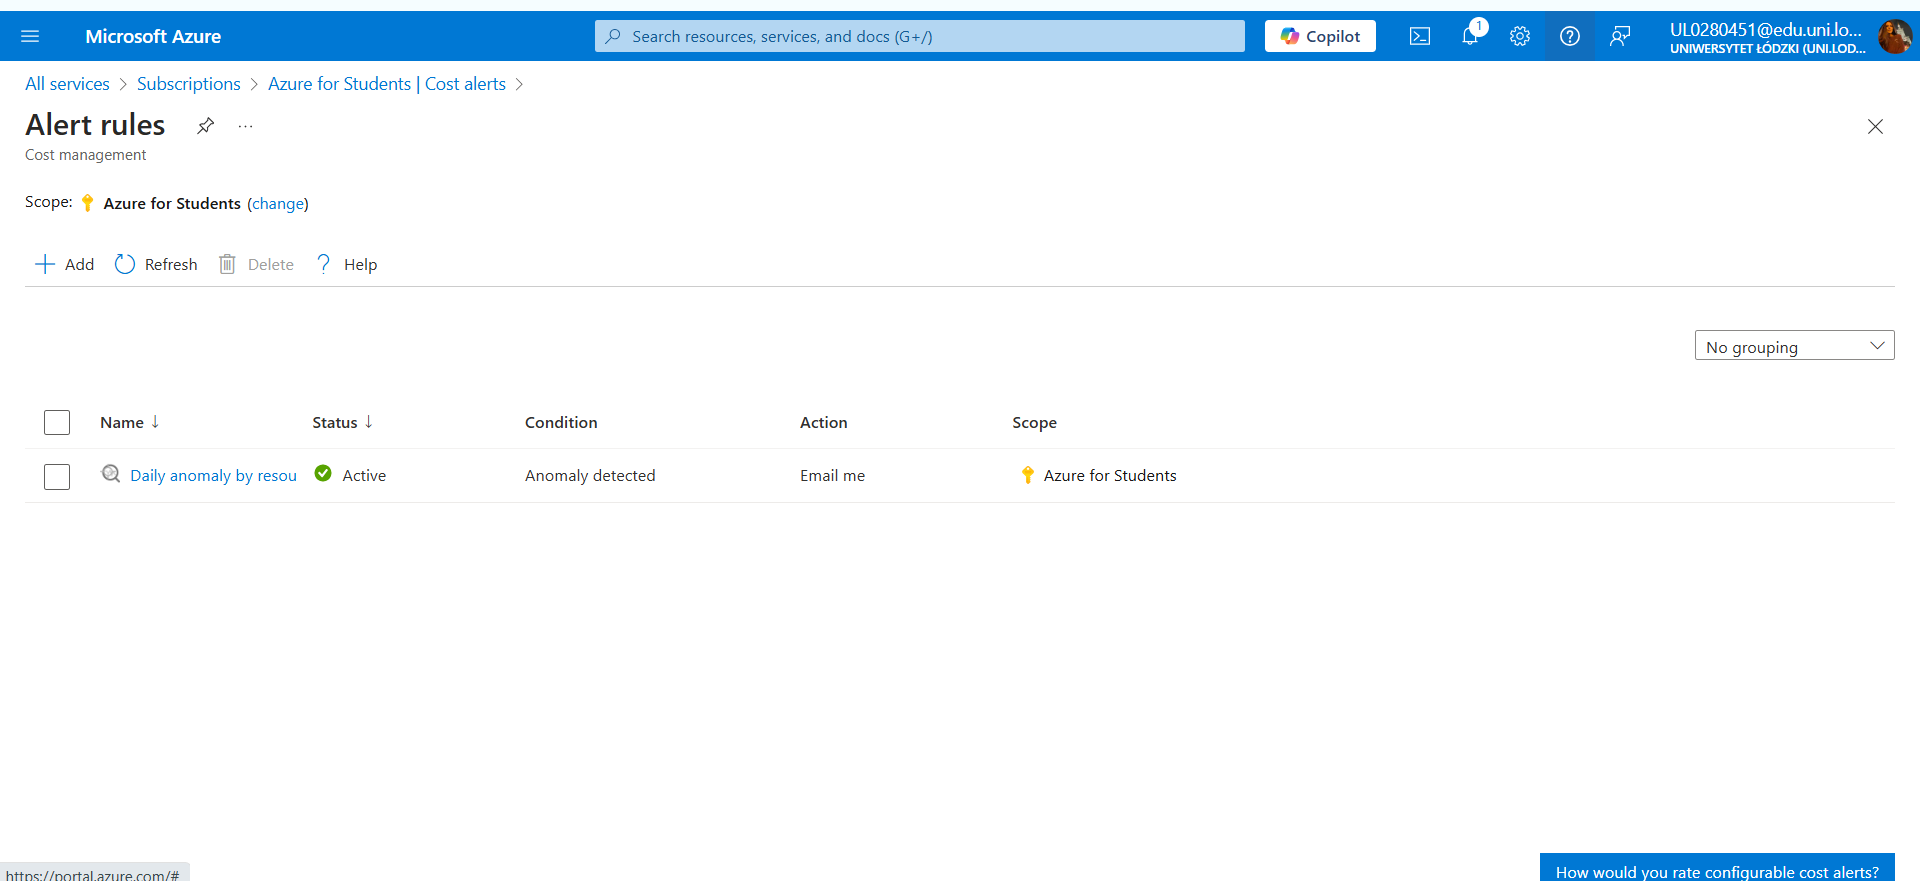 Microsoft Azure
Search resources, services, and docs (G+/)
Copilot
1
UL0280451@edu.uni.lo...
UNIWERSYTET ŁÓDZKI (UNI.LOD...
All services > Subscriptions > Azure for Students | Cost alerts >
Alert rules
...
Cost management
Scope: Azure for Students (change)
Add Refresh Delete ? Help
No grouping
Name ↓ Status ↓ Condition Action Scope
Daily anomaly by resou Active Anomaly detected Email me Azure for Students
https://portal.azure.com/#
How would you rate configurable cost alerts?